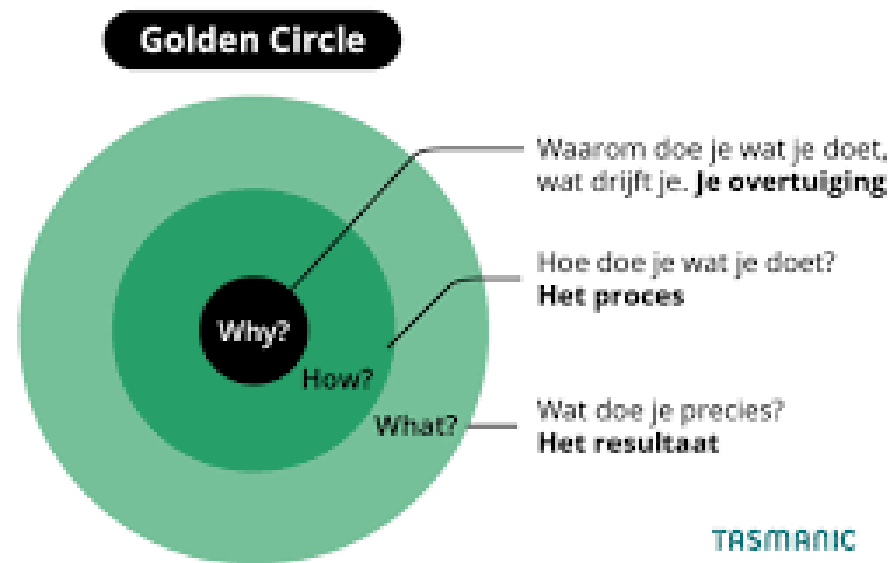 Golden Circle
Waarom doe je wat je doet,
wat drijft je. Je overtuiging
Hoe doe je wat je doet?
Het proces
Why?
How?
What?
Wat doe je precies?
Het resultaat
TASMANIC